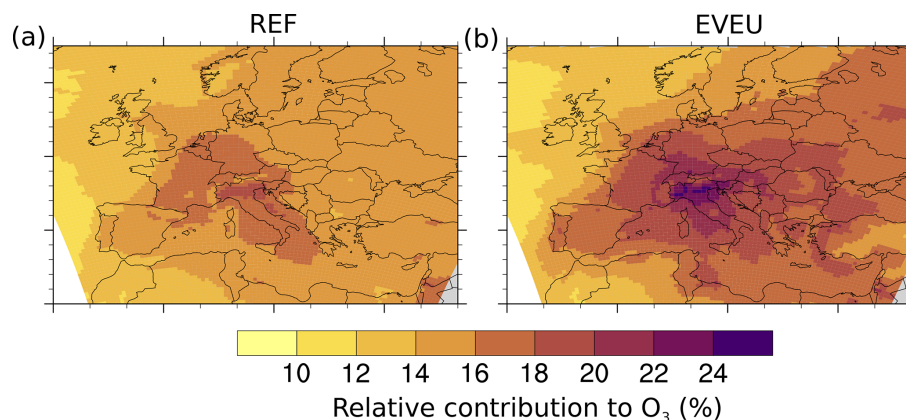 REF
EVEU
(a)
(b)
10 12 14 16 18 20 22 24
Relative contribution to O₃ (%)